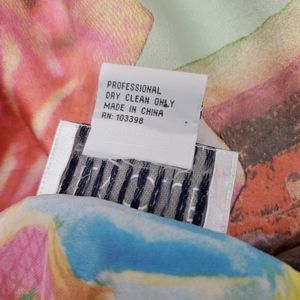 PROFESSIONAL
DRY CLEAN ONLY
MADE IN CHINA
RN: 103398